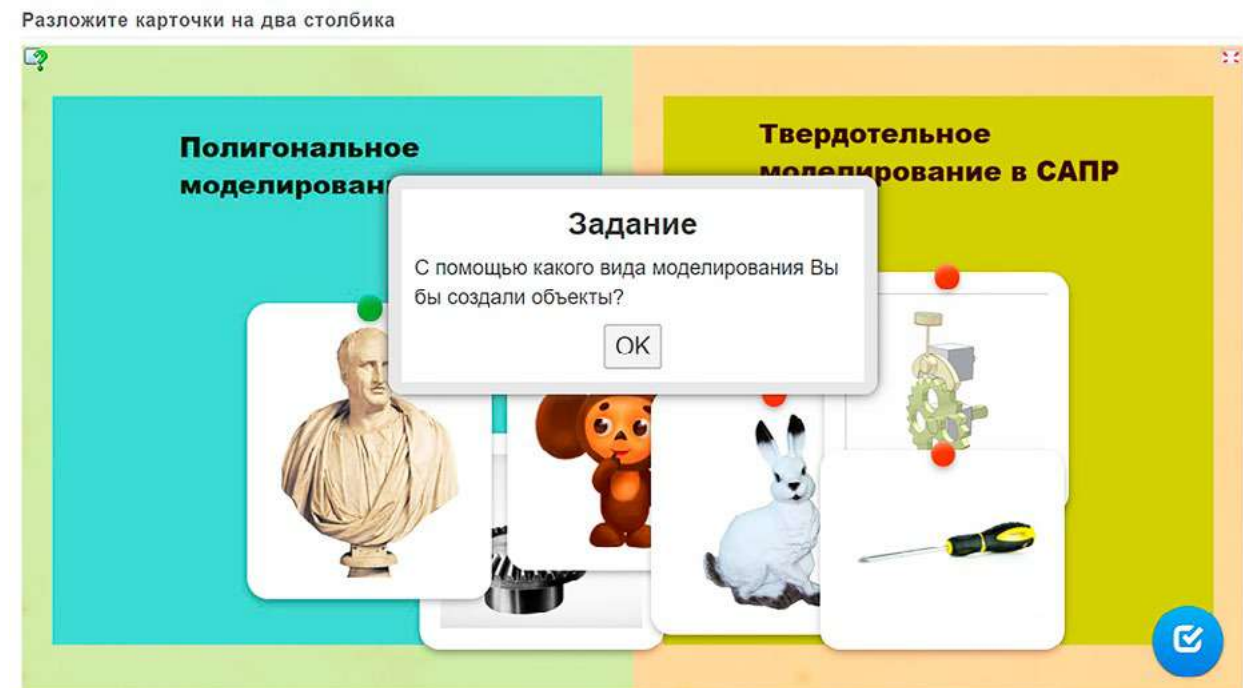 Разложите карточки на два столбика
Полигональное
моделирован
Твердотельное
моделирование в САПР
Задание
С помощью какого вида моделирования Вы
бы создали объекты?
OK